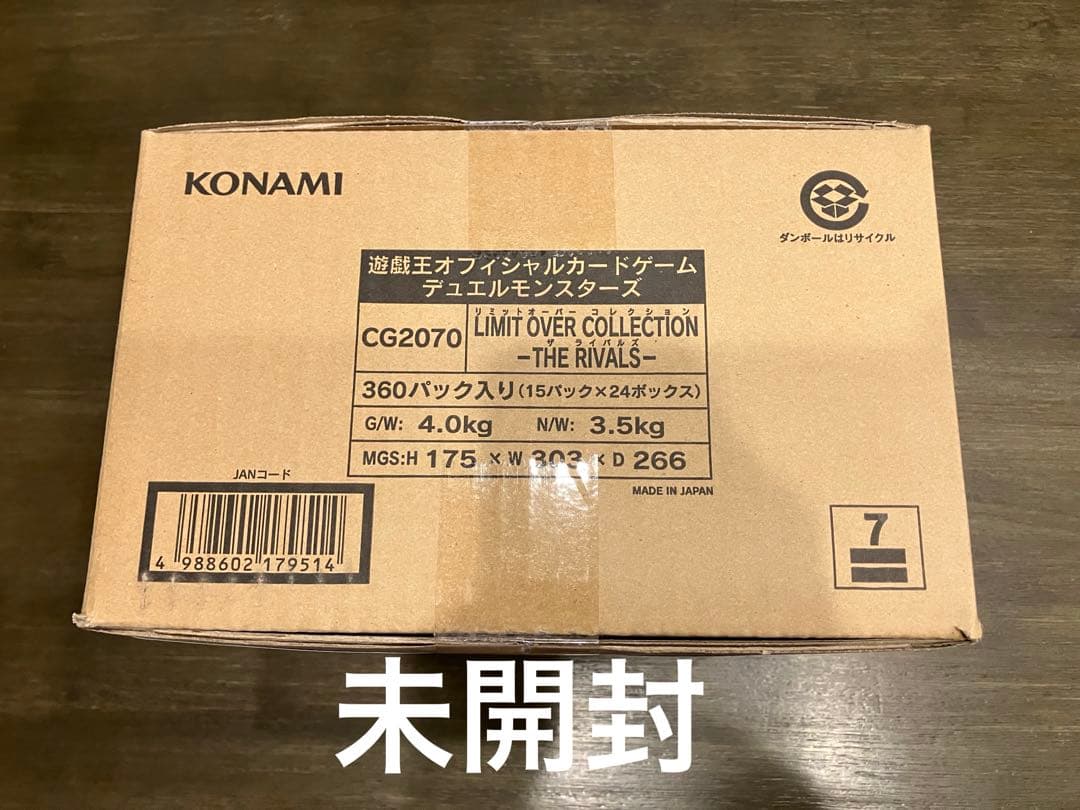 KONAMI
ダンボールはリサイクル
遊戯王オフィシャルカードゲーム
デュエルモンスターズ
CG2070
リミットオーバー コレクション
LIMIT OVER COLLECTION
ザ ライバルズ
-THE RIVALS-
360パック入り(15パック×24ボックス)
G/W: 4.0kg N/W: 3.5kg
MGS:H 175 × W 303 × D 266
MADE IN JAPAN
JANコード
4 988602 179514
7
未開封